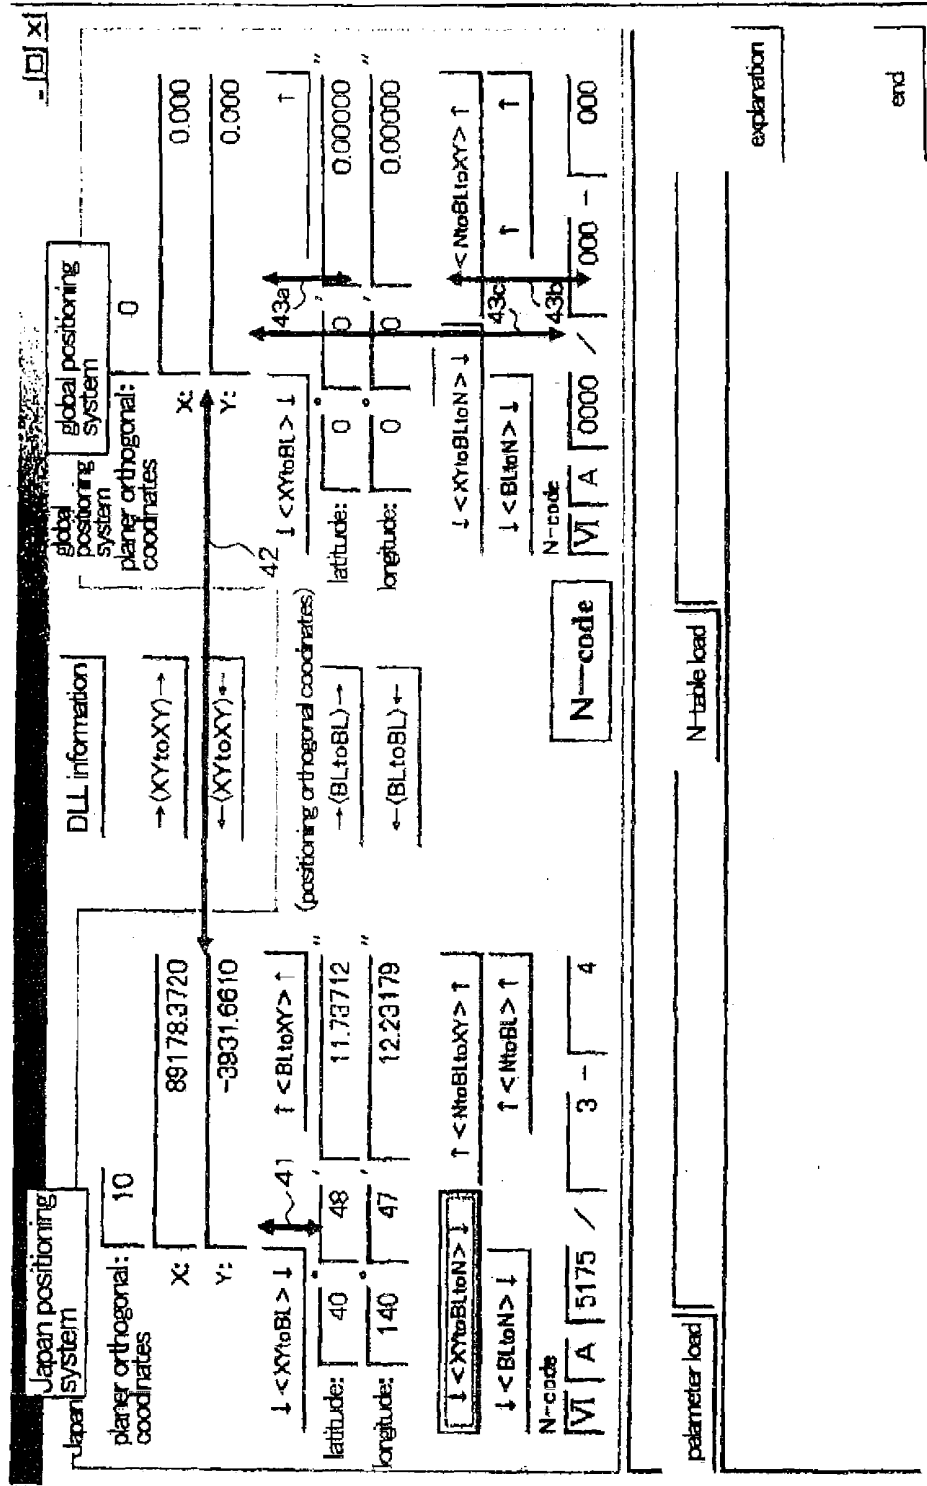 - □ x
Japan positioning system
Japan
planer orthogonal: 10
coodinates
X: 89178.3720
Y: -3931.6610
↓<XYtoBL>↓ ↑<BLtoXY>↑
41
latitude: 40 ° 48 ′ 11.73712 ″
longitude: 140 ° 47 ′ 12.23179 ″
↓<XYtoBLtoN>↓ ↑<NtoBLtoXY>↑
↓<BLtoN>↓ ↑<NtoBL>↑
N-code
VI A 5175 / 3 - 4
DLL information
→(XYtoXY)→
←(XYtoXY)←
42
(positioning orthogonal coodinates)
→(BLtoBL)→
←(BLtoBL)←
N--code
global positioning system
global positioning system
planer orthogonal: 0
coodinates
X: 0.000
Y: 0.000
↓<XYtoBL>↓ ↑
43a
latitude: 0 ° 0 ′ 0.00000 ″
longitude: 0 ° 0 ′ 0.00000 ″
↓<XYtoBLtoN>↓ <NtoBLtoXY>↑
↓<BLtoN>↓ ↑ ↑
43c
43b
N-code
VI A 0000 / 000 - 000
palameter load
N-table load
explanation
end